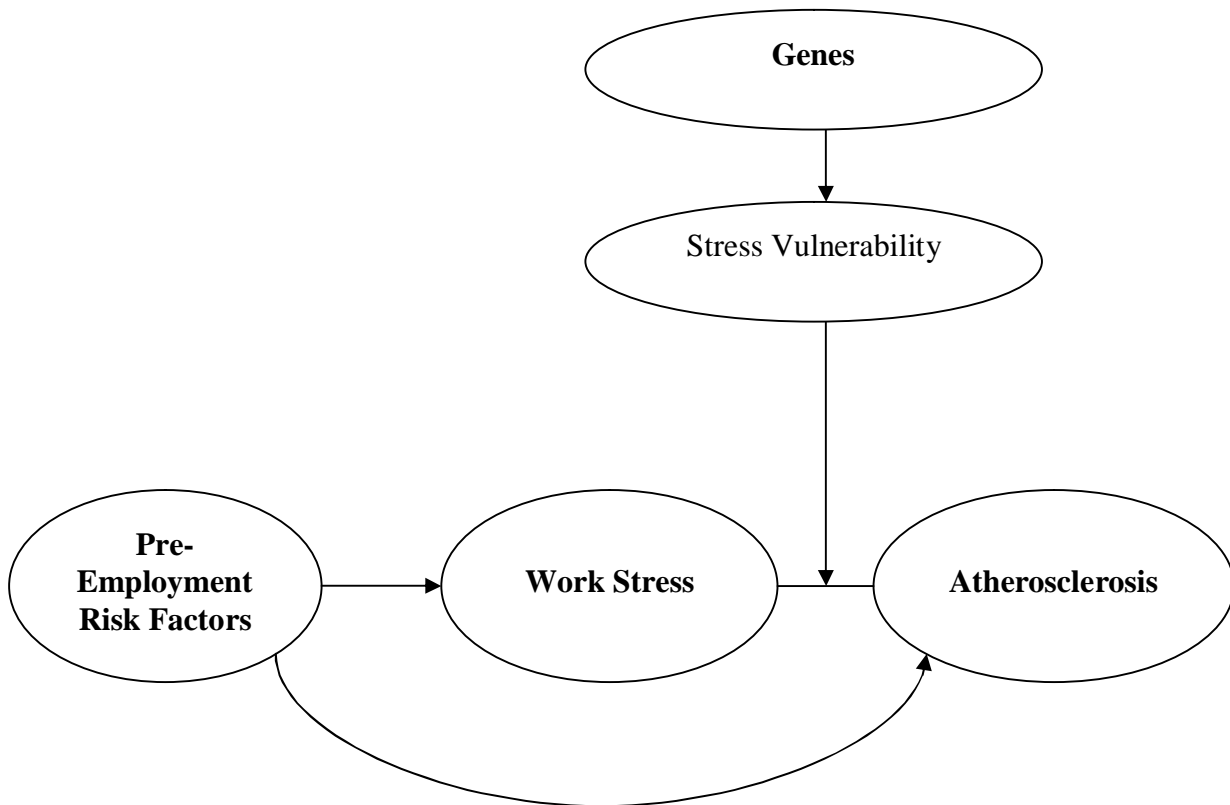 Genes
Stress Vulnerability
Pre-
Employment
Risk Factors
Work Stress
Atherosclerosis